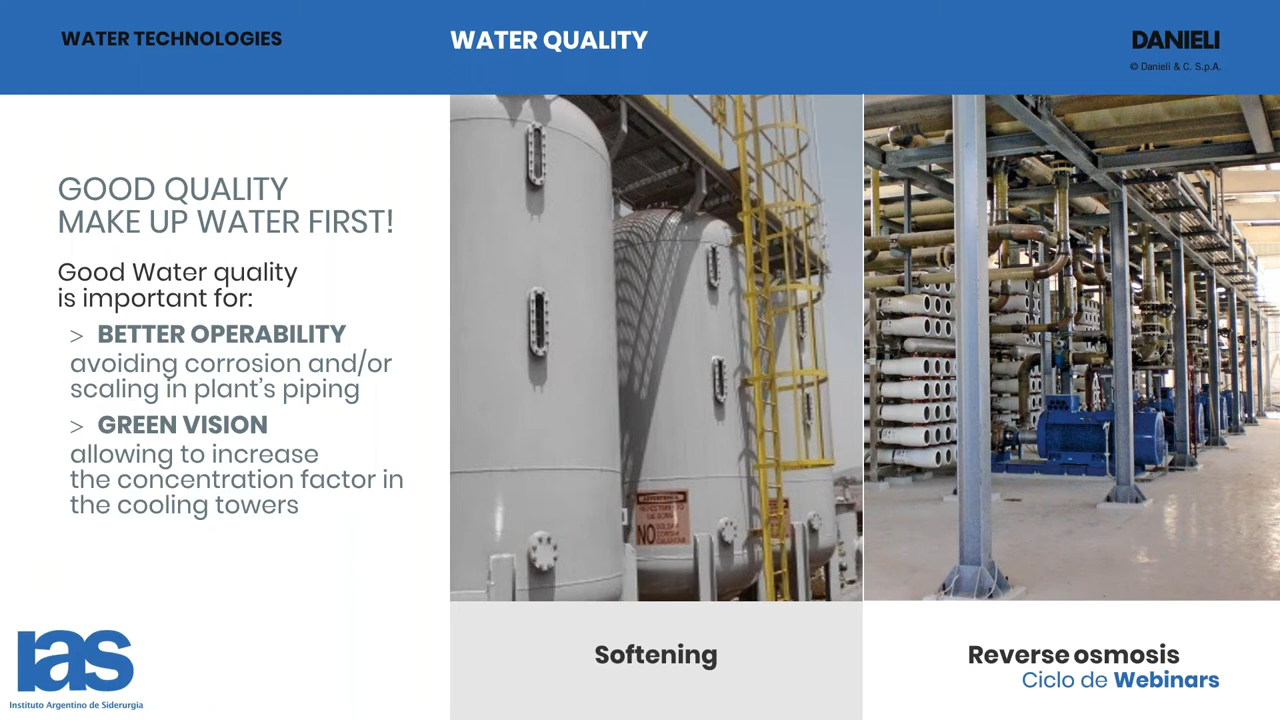 WATER TECHNOLOGIES
WATER QUALITY
DANIELI
© Danieli & C. S.p.A.
GOOD QUALITY
MAKE UP WATER FIRST!
Good Water quality
is important for:
> BETTER OPERABILITY
avoiding corrosion and/or
scaling in plant's piping
> GREEN VISION
allowing to increase
the concentration factor in
the cooling towers
NO
Softening
Reverse osmosis
Ciclo de Webinars
ias
Instituto Argentino de Siderurgia